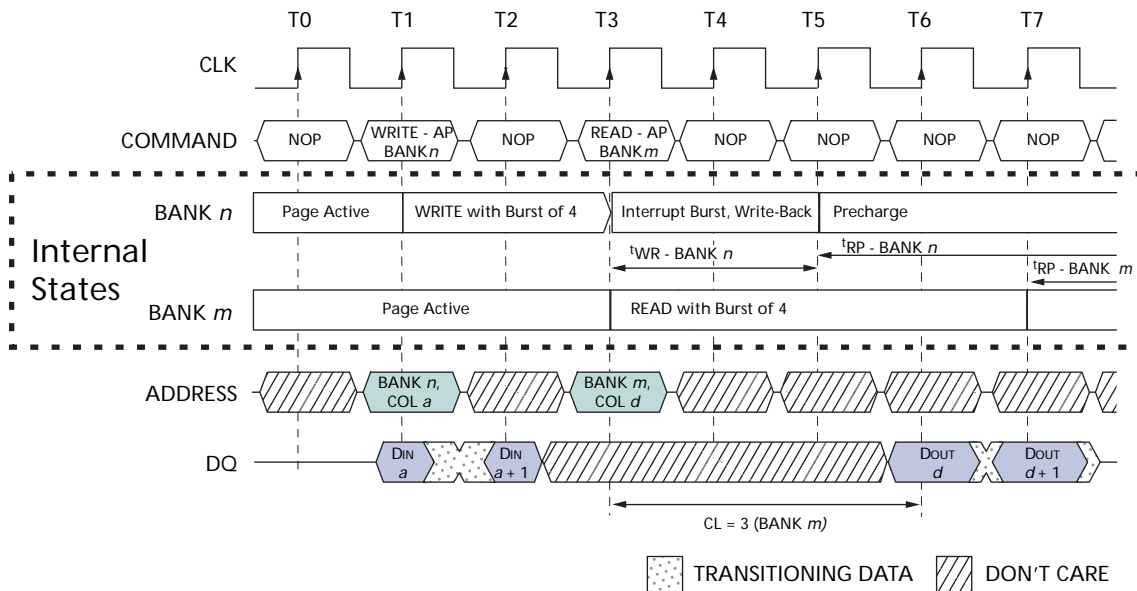 T0 T1 T2 T3 T4 T5 T6 T7
CLK
COMMAND NOP WRITE - AP NOP READ - AP NOP NOP NOP NOP
BANK n BANK m
BANK n Page Active WRITE with Burst of 4 Interrupt Burst, Write-Back Precharge
Internal
States
tWR - BANK n tRP - BANK n
tRP - BANK m
BANK m Page Active READ with Burst of 4
ADDRESS BANK n, BANK m,
COL a COL d
DQ DIN DIN DOUT DOUT
a a + 1 d d + 1
CL = 3 (BANK m)
TRANSITIONING DATA DON'T CARE